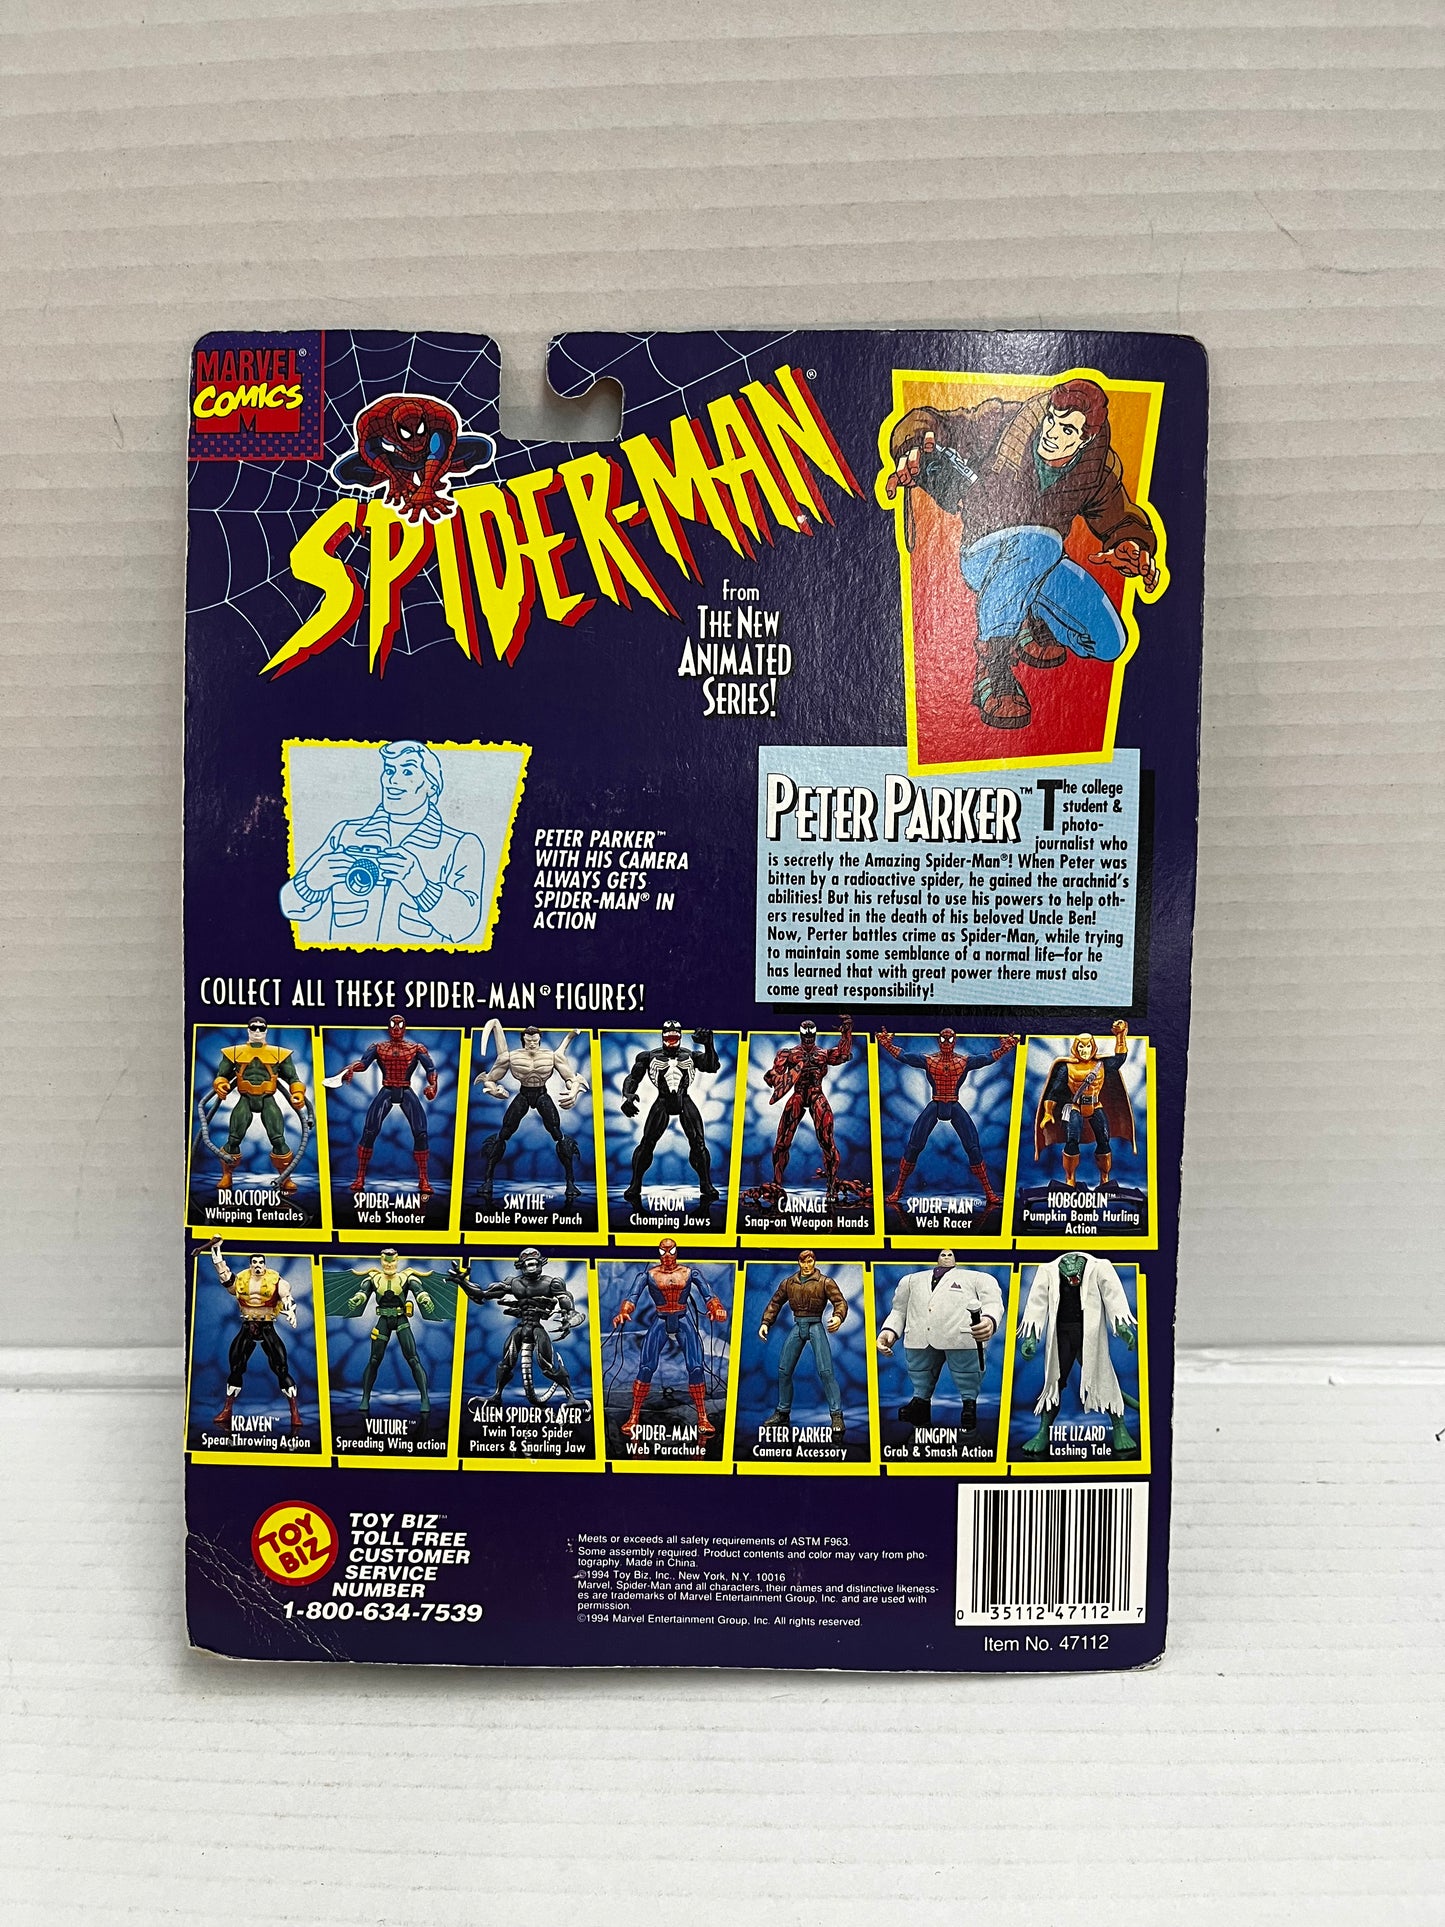 MARVEL®
COMICS
M
SPIDER-MAN®
from
THE NEW
ANIMATED
SERIES!
PETER PARKER™
WITH HIS CAMERA
ALWAYS GETS
SPIDER-MAN® IN
ACTION
PETER PARKER™
The college
student &
photo-
journalist who
is secretly the Amazing Spider-Man®! When Peter was
bitten by a radioactive spider, he gained the arachnid's
abilities! But his refusal to use his powers to help oth-
ers resulted in the death of his beloved Uncle Ben!
Now, Perter battles crime as Spider-Man, while trying
to maintain some semblance of a normal life—for he
has learned that with great power there must also
come great responsibility!
COLLECT ALL THESE SPIDER-MAN® FIGURES!
DR.OCTOPUS™
Whipping Tentacles
SPIDER-MAN®
Web Shooter
SMYTHE™
Double Power Punch
VENOM™
Chomping Jaws
CARNAGE™
Snap-on Weapon Hands
SPIDER-MAN®
Web Racer
HOBGOBLIN™
Pumpkin Bomb Hurling
Action
KRAVEN™
Spear Throwing Action
VULTURE™
Spreading Wing action
ALIEN SPIDER SLAYER™
Twin Torso Spider
Pincers & Snarling Jaw
SPIDER-MAN®
Web Parachute
PETER PARKER™
Camera Accessory
KINGPIN™
Grab & Smash Action
THE LIZARD™
Lashing Tale
TOY
BIZ
TOY BIZ™
TOLL FREE
CUSTOMER
SERVICE
NUMBER
1-800-634-7539
Meets or exceeds all safety requirements of ASTM F963.
Some assembly required. Product contents and color may vary from pho-
tography. Made in China.
©1994 Toy Biz, Inc., New York, N.Y. 10016
Marvel, Spider-Man and all characters, their names and distinctive likeness-
es are trademarks of Marvel Entertainment Group, Inc. and are used with
permission.
©1994 Marvel Entertainment Group, Inc. All rights reserved.
0 35112 47112 7
Item No. 47112